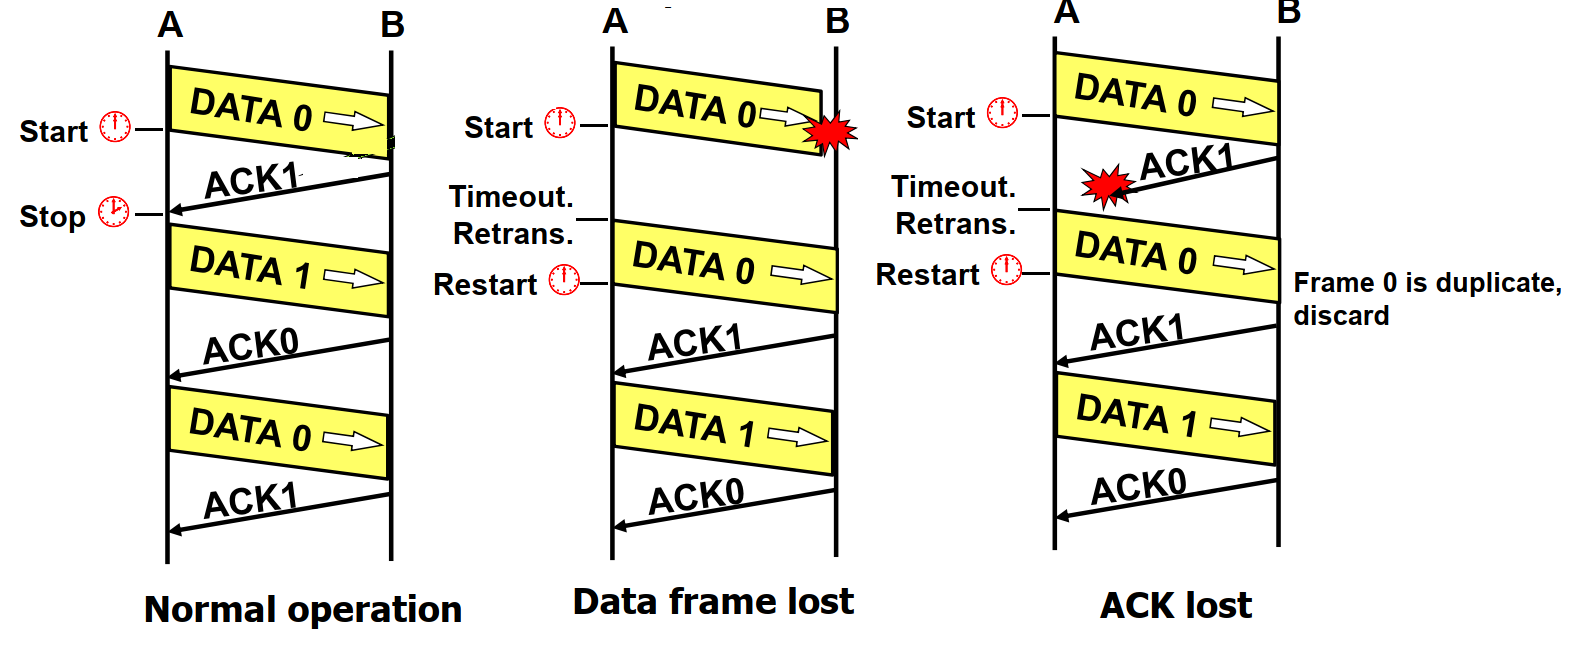 A
B
DATA 0
Start
ACK1
Stop
DATA 1
ACK0
DATA 0
ACK1
Normal operation
A
B
DATA 0
Start
Timeout.
Retrans.
DATA 0
Restart
ACK1
DATA 1
ACK0
Data frame lost
A
B
DATA 0
Start
ACK1
Timeout.
Retrans.
DATA 0
Restart
Frame 0 is duplicate,
discard
ACK1
DATA 1
ACK0
ACK lost